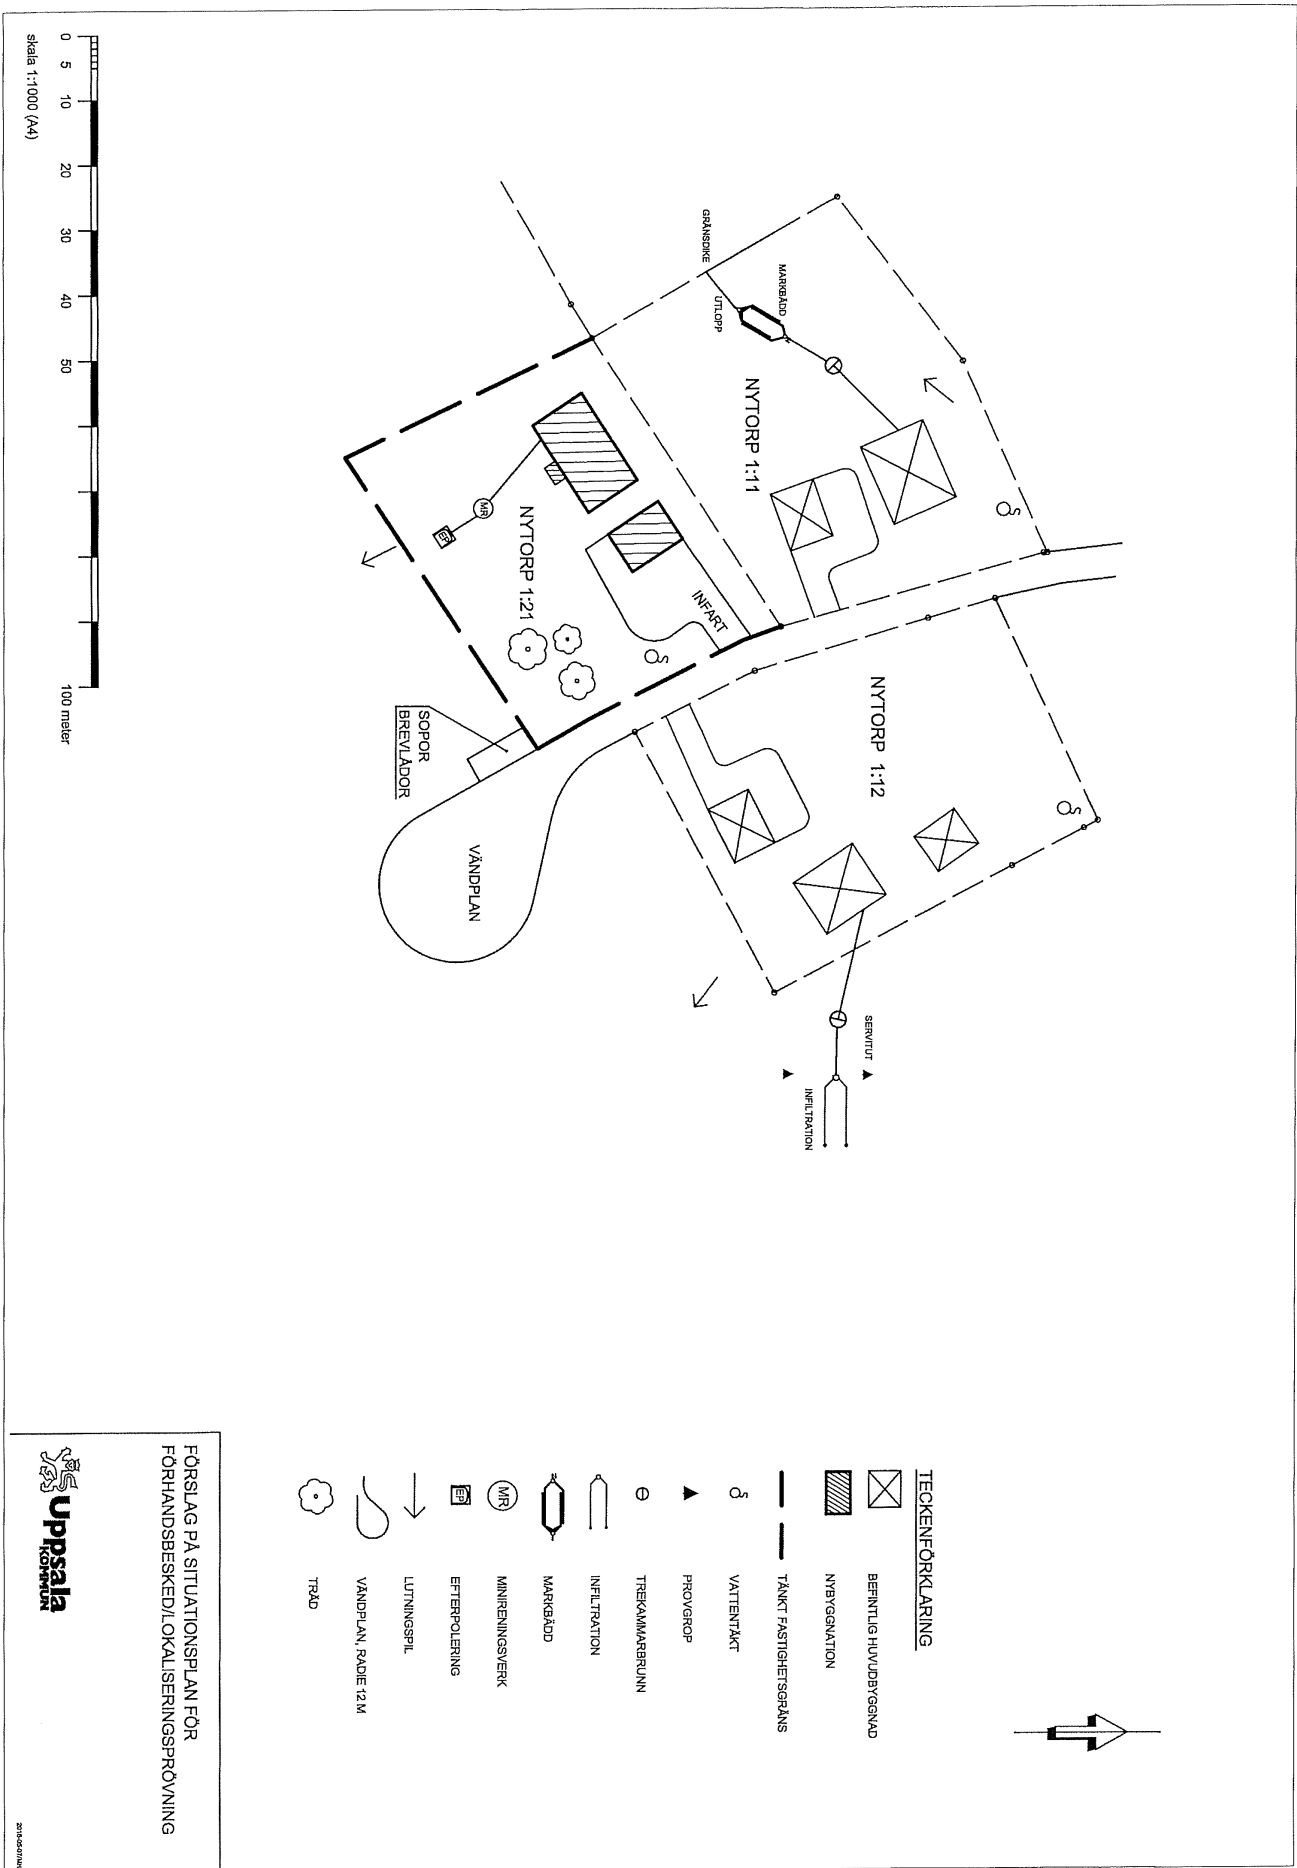 GRÄNSDIKE
UTLOPP
MARKBÄDD
NYTORP 1:11
NYTORP 1:12
SERVITUT
INFILTRATION
NYTORP 1:21
INFART
MR
EP
SOPOR
BREVLÅDOR
VÄNDPLAN
TECKENFÖRKLARING
BEFINTLIG HUVUDBYGGNAD
NYBYGGNATION
TÄNKT FASTIGHETSGRÄNS
VATTENTÄKT
PROVGROP
TREKAMMARBRUNN
INFILTRATION
MARKBÄDD
MR MINIRENINGSVERK
EP EFTERPOLERING
LUTNINGSPIL
VÄNDPLAN, RADIE 12 M
TRÄD
0 5 10 20 30 40 50 100 meter
skala 1:1000 (A4)
FÖRSLAG PÅ SITUATIONSPLAN FÖR
FÖRHANDSBESKED/LOKALISERINGSPRÖVNING
Uppsala
KOMMUN